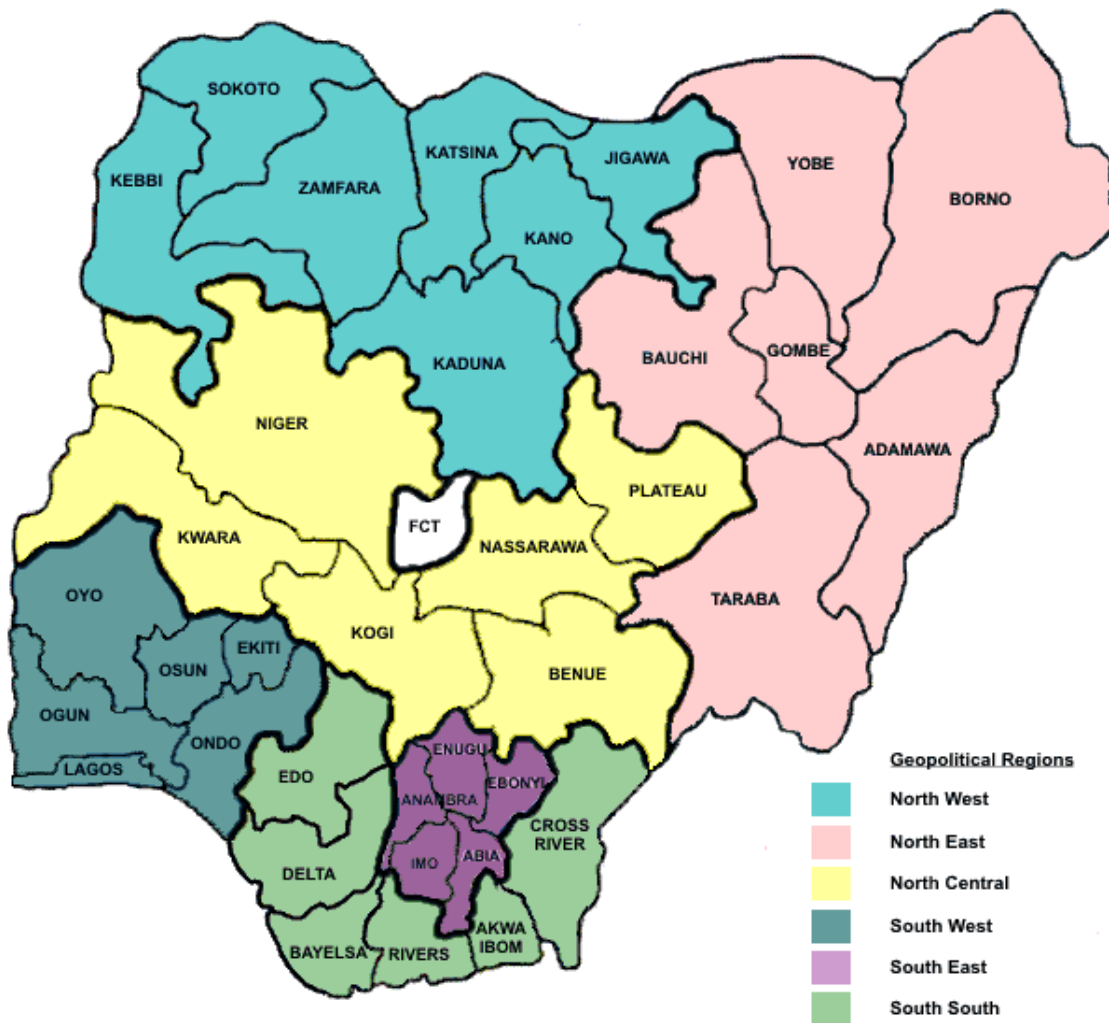 SOKOTO
KATSINA
JIGAWA
YOBE
BORNO
KEBBI
ZAMFARA
KANO
BAUCHI
GOMBE
KADUNA
NIGER
ADAMAWA
PLATEAU
FCT
KWARA
NASSARAWA
OYO
TARABA
KOGI
EKITI
OSUN
BENUE
OGUN
ONDO
LAGOS
EDO
ENUGU
EBONYI
ANAMBRA
CROSS
RIVER
IMO
ABIA
DELTA
AKWA
IBOM
BAYELSA
RIVERS
Geopolitical Regions
North West
North East
North Central
South West
South East
South South